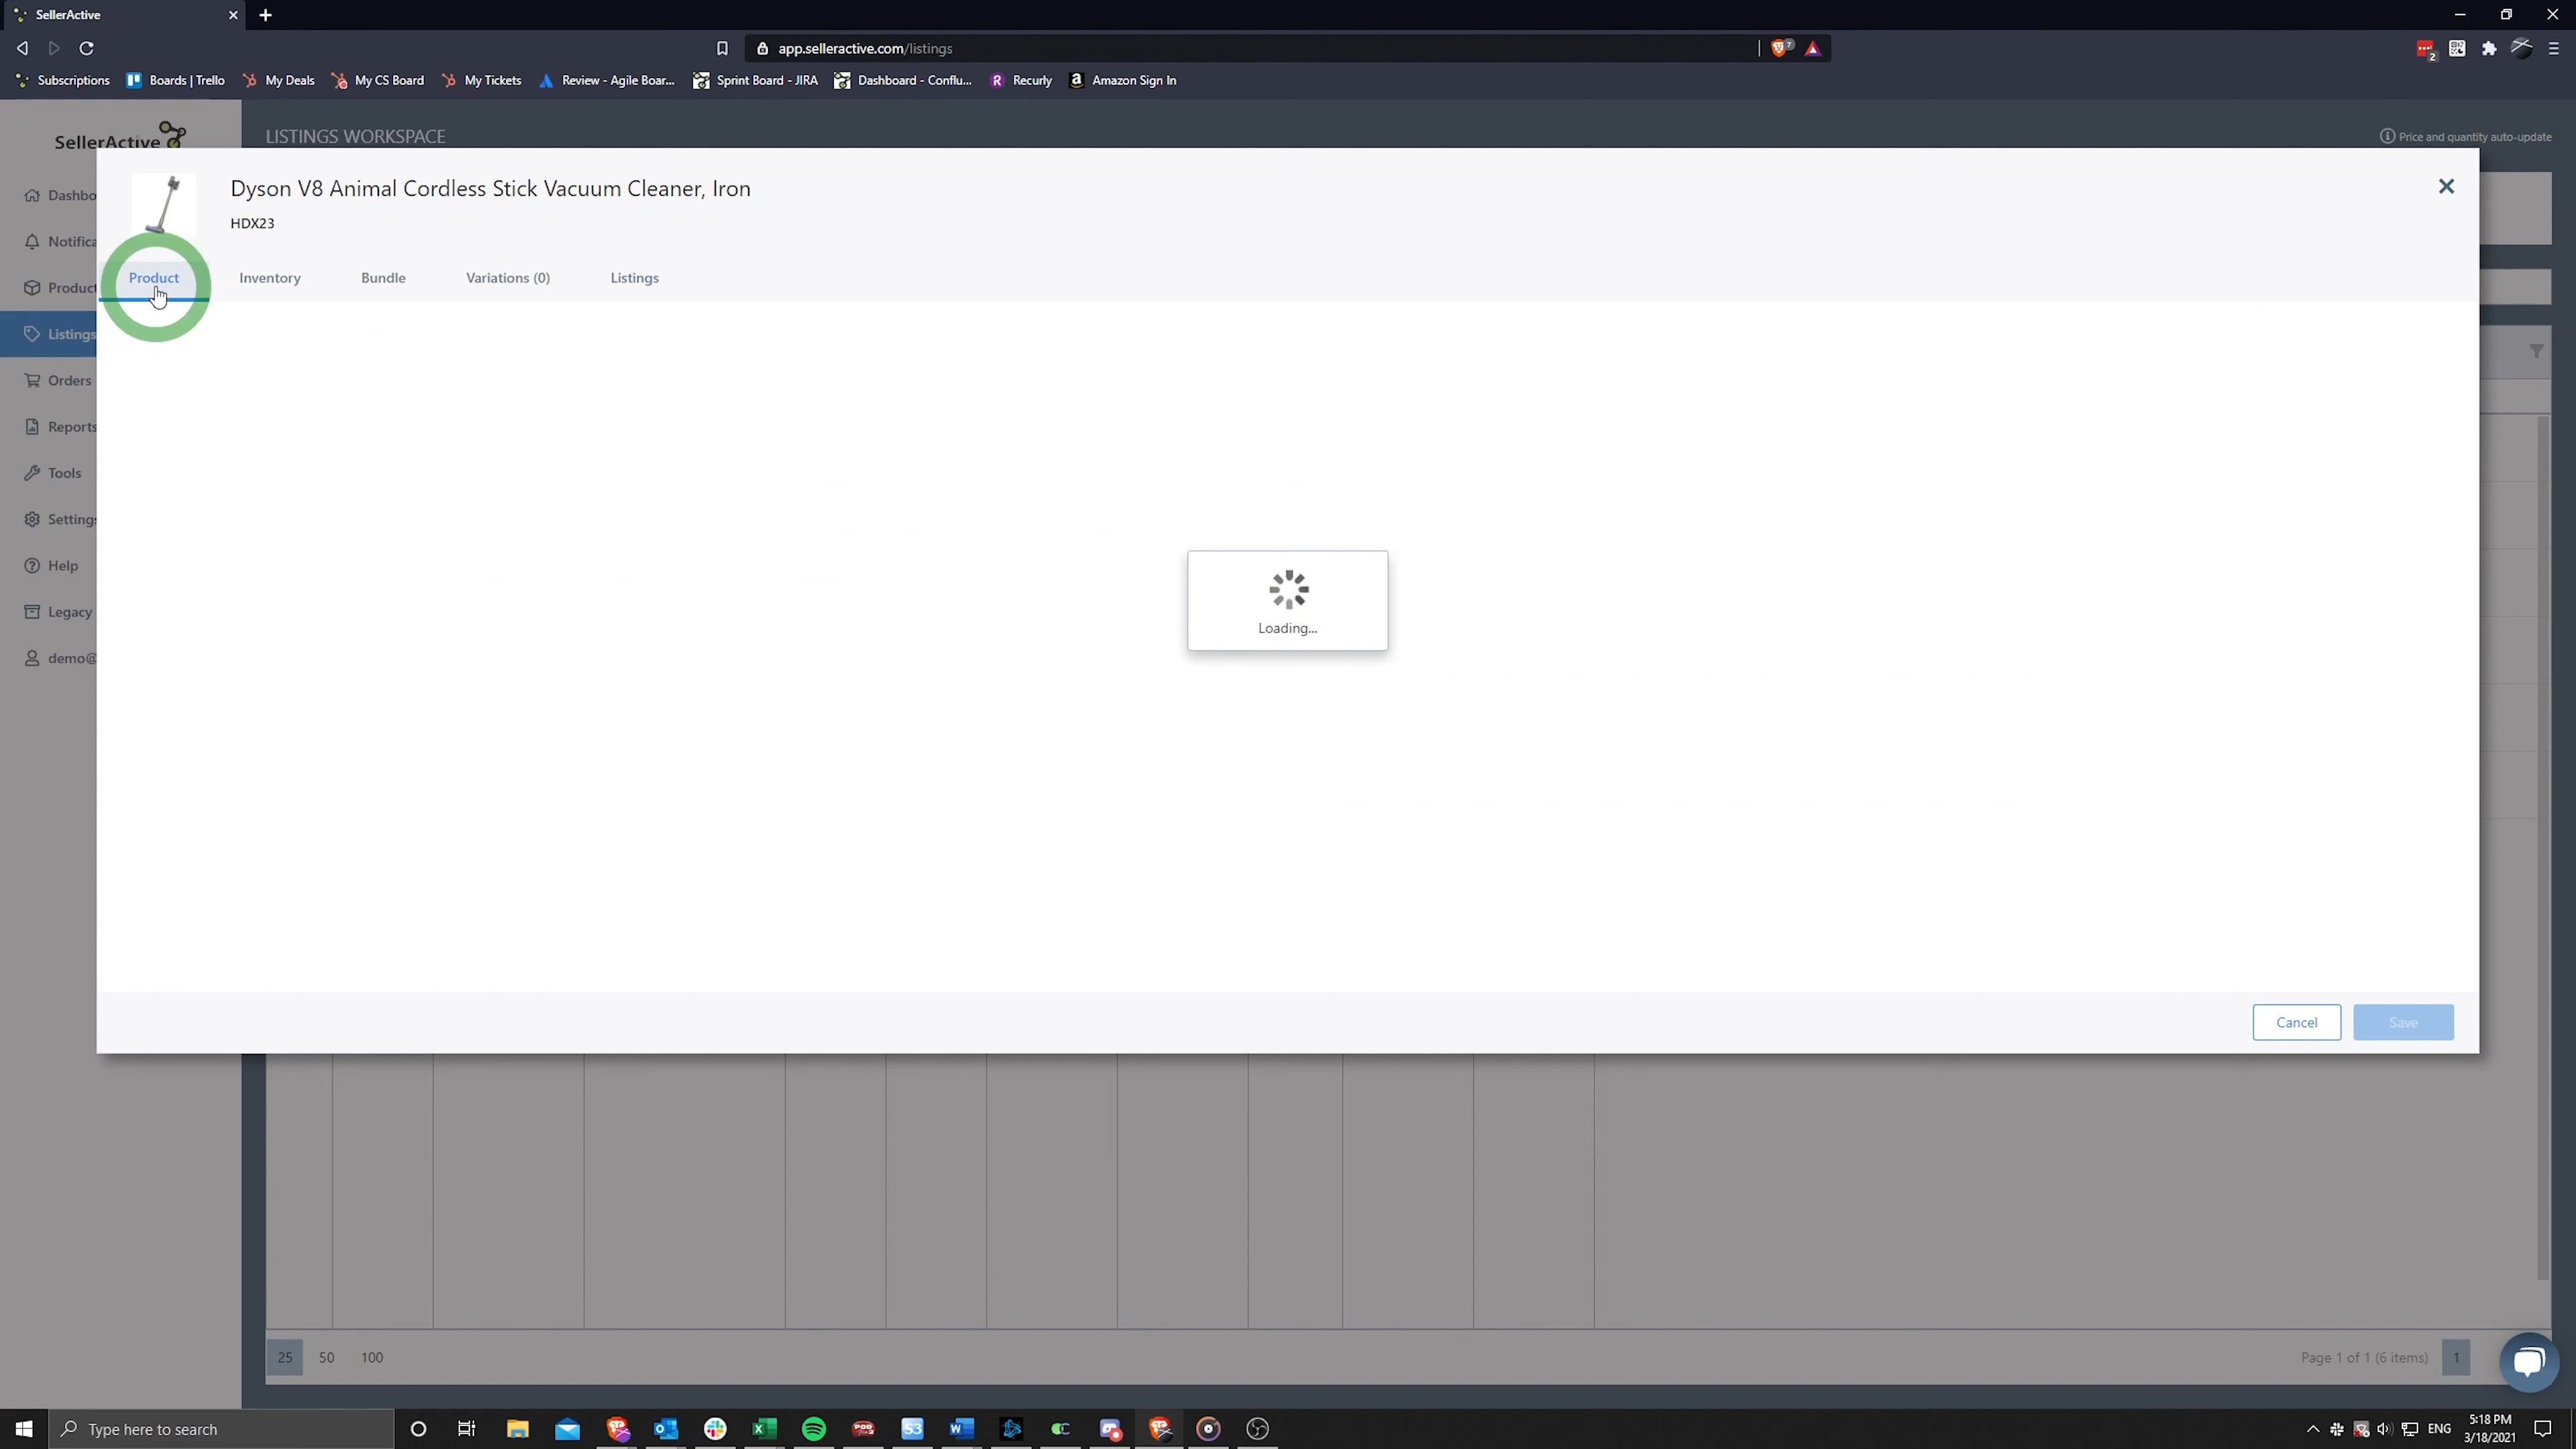 SellerActive
app.selleractive.com/listings
7
2
Subscriptions
Boards | Trello
My Deals
My CS Board
My Tickets
Review - Agile Boar...
Sprint Board - JIRA
Dashboard - Conflu...
Recurly
Amazon Sign In
SellerActive
LISTINGS WORKSPACE
Price and quantity auto-update
Dyson V8 Animal Cordless Stick Vacuum Cleaner, Iron
HDX23
Product
Inventory
Bundle
Variations (0)
Listings
Dashbo
Notifica
Product
Listings
Orders
Reports
Tools
Settings
Help
Legacy
demo@
Loading...
Cancel
Save
25
50
100
Page 1 of 1 (6 items)
1
Type here to search
ENG
5:18 PM
3/18/2021